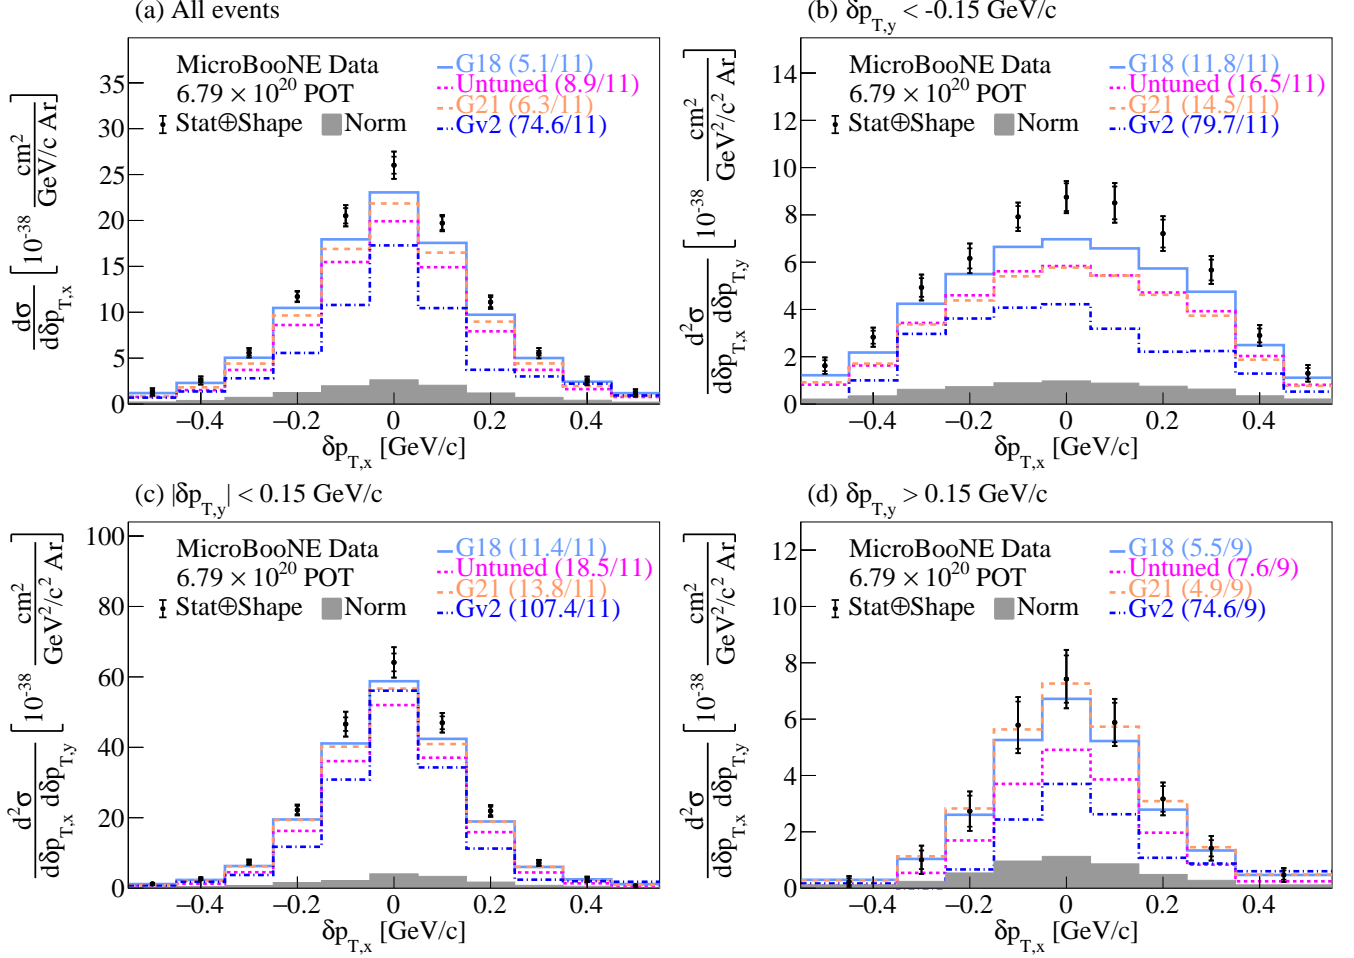 (a) All events
MicroBooNE Data
6.79 × 10^20 POT
Stat⊕Shape
Norm
G18 (5.1/11)
Untuned (8.9/11)
G21 (6.3/11)
Gv2 (74.6/11)
35
30
25
20
15
10
5
0
−0.4 −0.2 0 0.2 0.4
δp_T,x [GeV/c]
dσ/dδp_T,x [10^-38 cm^2/GeV/c Ar]
(b) δp_T,y < -0.15 GeV/c
MicroBooNE Data
6.79 × 10^20 POT
Stat⊕Shape
Norm
G18 (11.8/11)
Untuned (16.5/11)
G21 (14.5/11)
Gv2 (79.7/11)
14
12
10
8
6
4
2
0
−0.4 −0.2 0 0.2 0.4
δp_T,x [GeV/c]
d^2σ/dδp_T,x dδp_T,y [10^-38 cm^2/GeV^2/c^2 Ar]
(c) |δp_T,y| < 0.15 GeV/c
MicroBooNE Data
6.79 × 10^20 POT
Stat⊕Shape
Norm
G18 (11.4/11)
Untuned (18.5/11)
G21 (13.8/11)
Gv2 (107.4/11)
100
80
60
40
20
0
−0.4 −0.2 0 0.2 0.4
δp_T,x [GeV/c]
d^2σ/dδp_T,x dδp_T,y [10^-38 cm^2/GeV^2/c^2 Ar]
(d) δp_T,y > 0.15 GeV/c
MicroBooNE Data
6.79 × 10^20 POT
Stat⊕Shape
Norm
G18 (5.5/9)
Untuned (7.6/9)
G21 (4.9/9)
Gv2 (74.6/9)
12
10
8
6
4
2
0
−0.4 −0.2 0 0.2 0.4
δp_T,x [GeV/c]
d^2σ/dδp_T,x dδp_T,y [10^-38 cm^2/GeV^2/c^2 Ar]